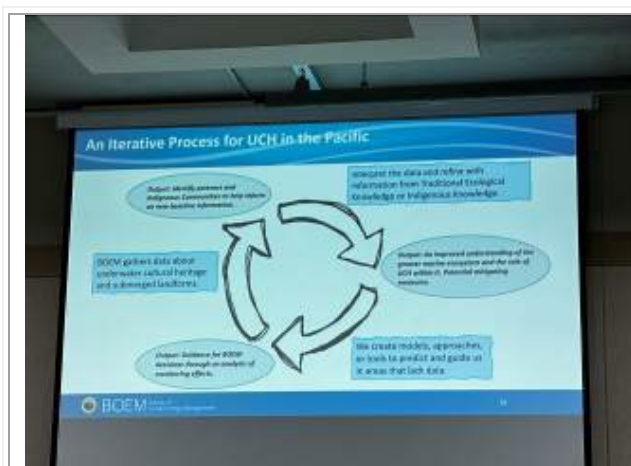 An Iterative Process for UCH in the Pacific
Output: Identify partners and
Indigenous Communities to help inform
on new baseline information.
Interpret the data and refine with
information from Traditional Ecological
Knowledge or Indigenous Knowledge.
BOEM gathers data about
underwater cultural heritage
and submerged landforms.
Output: An improved understanding of the
greater marine ecosystem and the role of
UCH within it. Potential mitigating
measures.
Output: Guidance for BOEM
decisions through an analysis of
monitoring effects.
We create models, approaches,
or tools to predict and guide us
in areas that lack data.
BOEM